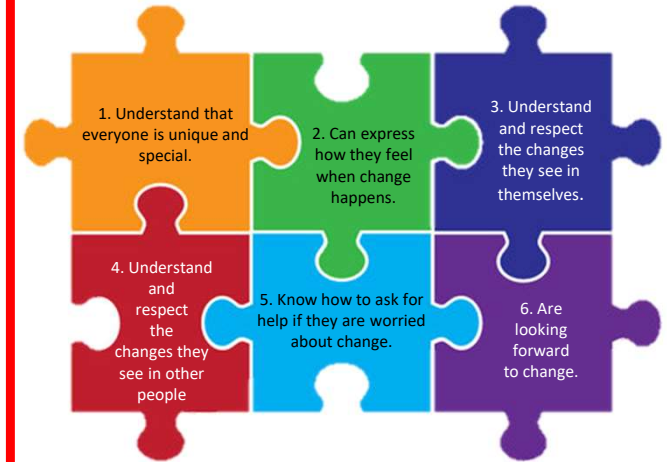 1. Understand that
everyone is unique and
special.
2. Can express
how they feel
when change
happens.
3. Understand
and respect
the changes
they see in
themselves.
4. Understand
and
respect
the
changes they
see in other
people
5. Know how to ask for
help if they are worried
about change.
6. Are
looking
forward
to change.